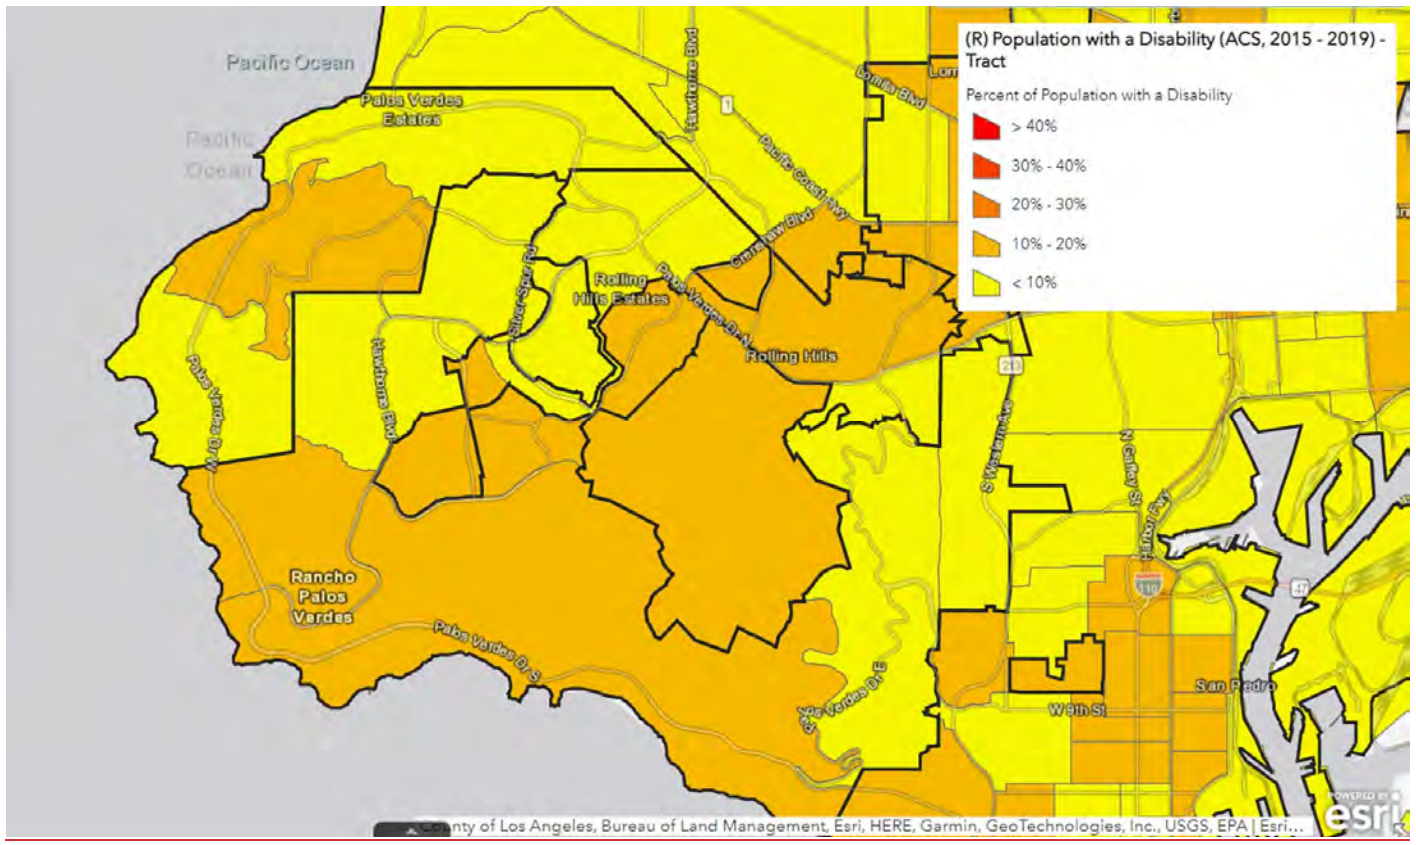 (R) Population with a Disability (ACS, 2015 - 2019) -
Tract
Percent of Population with a Disability
> 40%
30% - 40%
20% - 30%
10% - 20%
< 10%
Pacific Ocean
Pacific
Ocean
Palos Verdes
Estates
Hawthorne Blvd
1
Lomita Blvd
Pacific Coast Hwy
Crenshaw Blvd
Silver Spur Rd
Rolling
Hills Estates
Palos Verdes Dr N
Rolling Hills
213
Palos Verdes Dr W
Hawthorne Blvd
S Western Ave
N Gaffey St
Harbor Fwy
110
47
Rancho
Palos
Verdes
Palos Verdes Dr S
Verdes Dr E
San Pedro
W 9th St
County of Los Angeles, Bureau of Land Management, Esri, HERE, Garmin, GeoTechnologies, Inc., USGS, EPA | Esri...
POWERED BY
esri